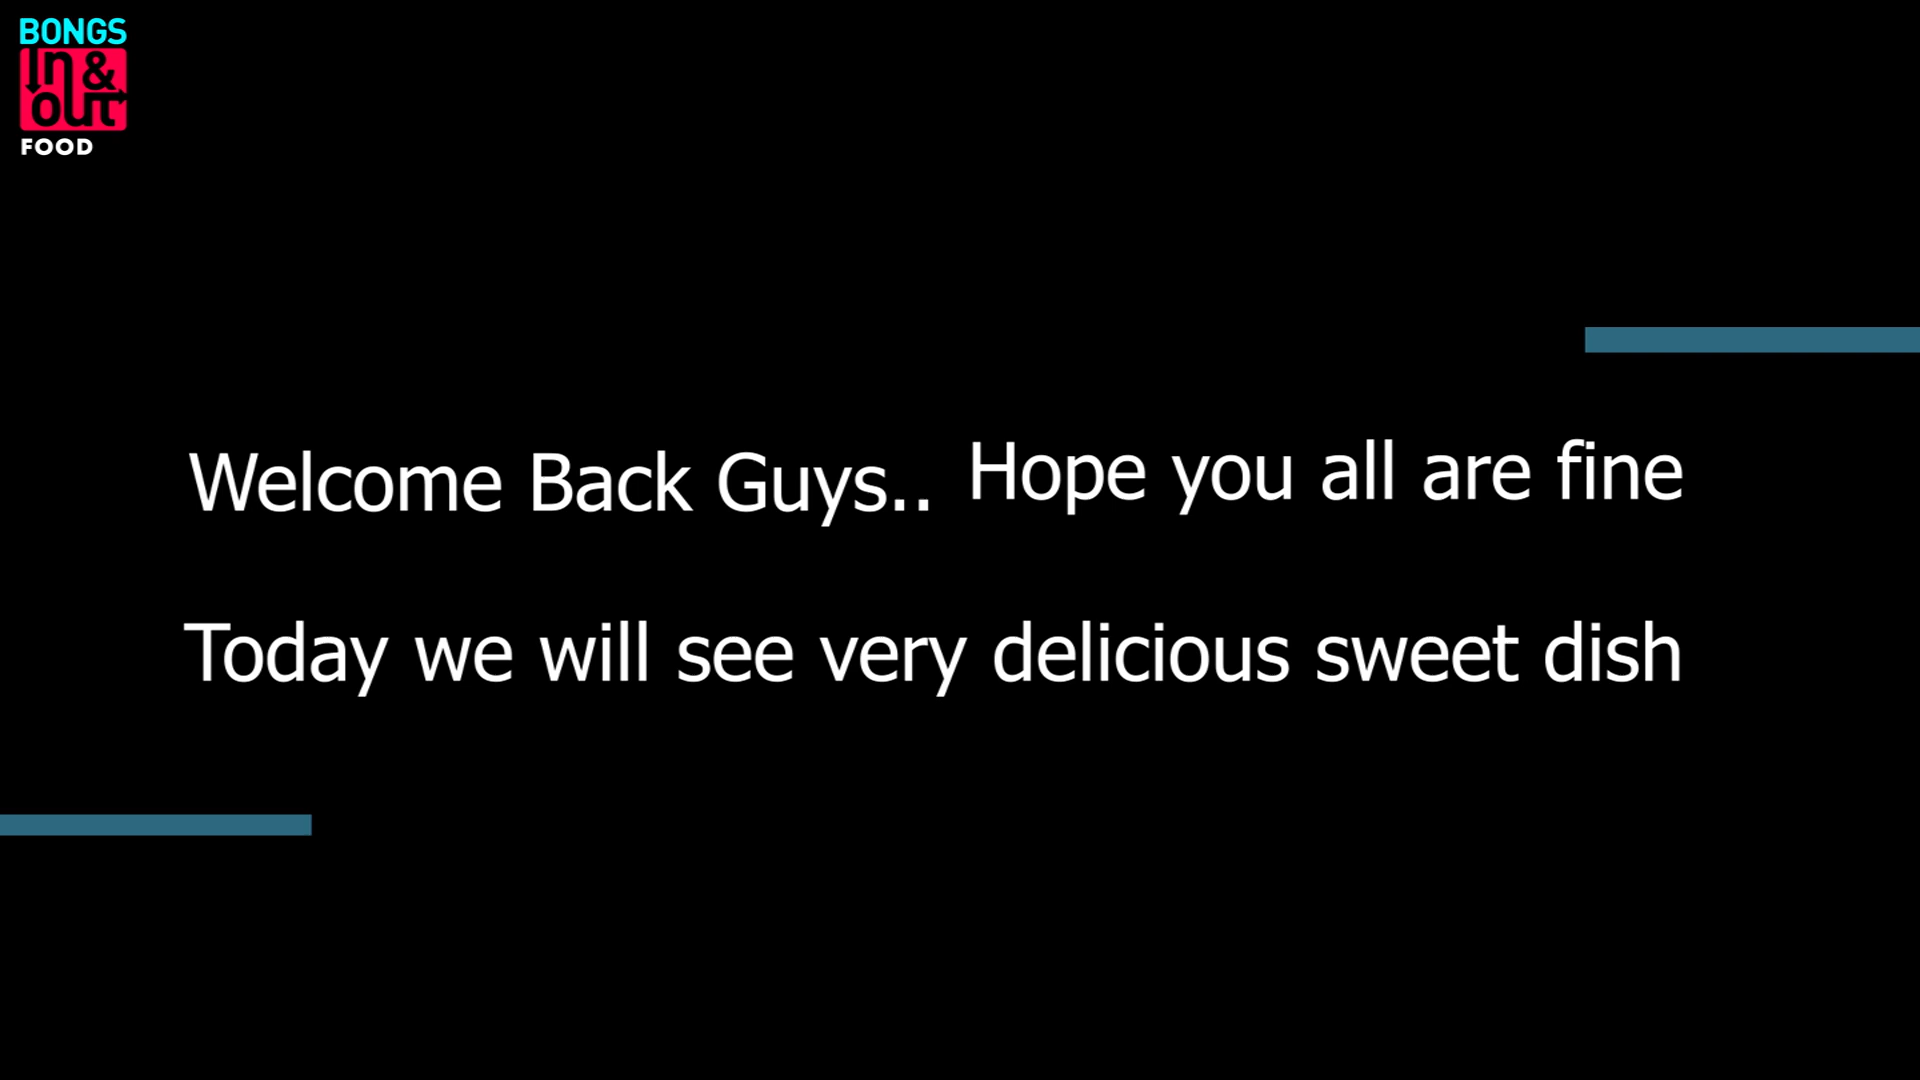 BONGS
In &
out
FOOD
Welcome Back Guys.. Hope you all are fine
Today we will see very delicious sweet dish